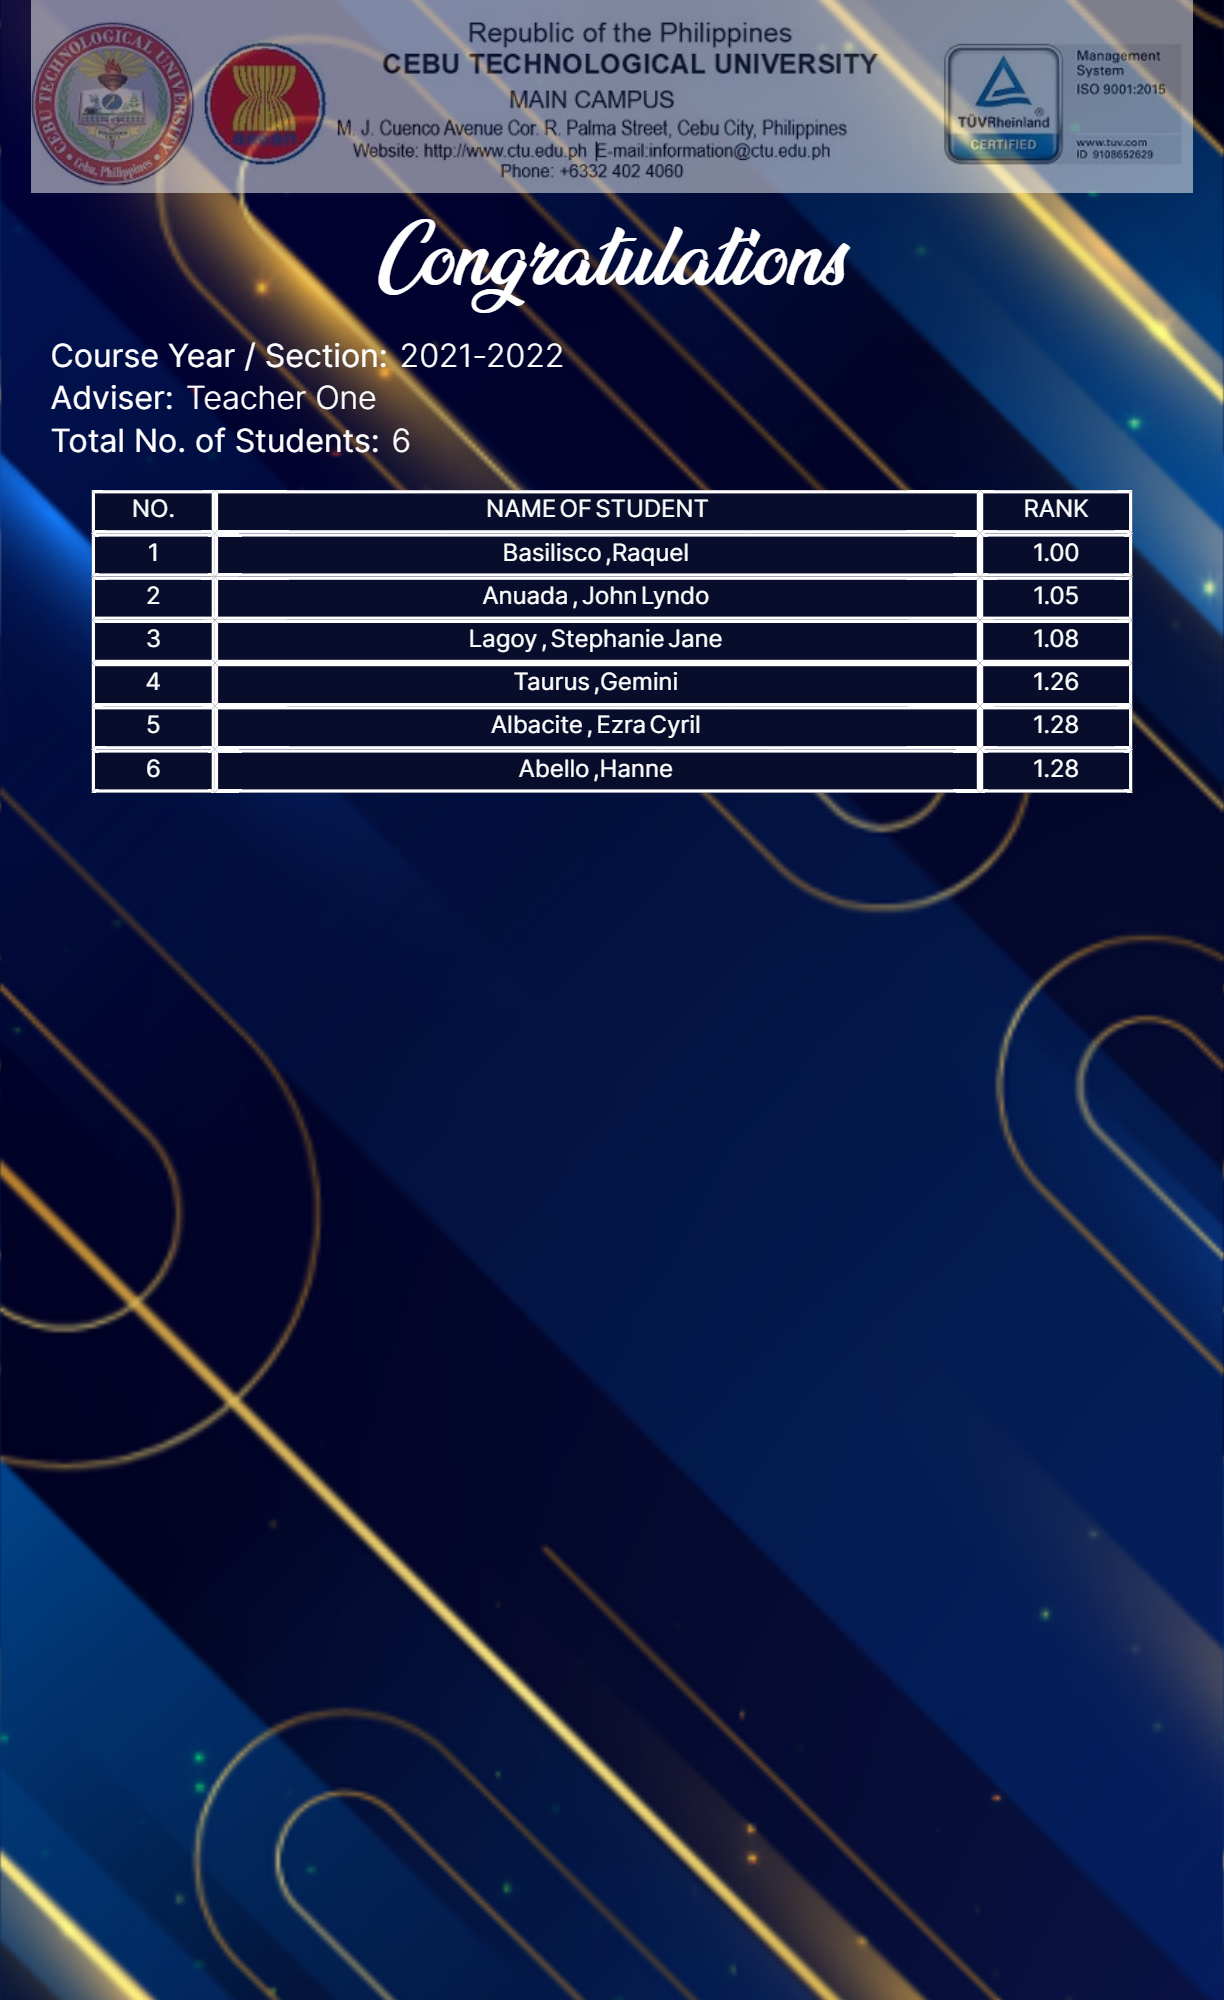 Republic of the Philippines
CEBU TECHNOLOGICAL UNIVERSITY
MAIN CAMPUS
M. J. Cuenco Avenue Cor. R. Palma Street, Cebu City, Philippines
Website: http://www.ctu.edu.ph E-mail:information@ctu.edu.ph
Phone: +6332 402 4060
CEBU TECHNOLOGICAL UNIVERSITY
Cebu, Philippines
TÜVRheinland®
CERTIFIED
Management
System
ISO 9001:2015
www.tuv.com
ID 9108652629
Congratulations
Course Year / Section: 2021-2022
Adviser: Teacher One
Total No. of Students: 6
NO. NAME OF STUDENT RANK
1 Basilisco ,Raquel 1.00
2 Anuada , John Lyndo 1.05
3 Lagoy , Stephanie Jane 1.08
4 Taurus ,Gemini 1.26
5 Albacite , Ezra Cyril 1.28
6 Abello ,Hanne 1.28